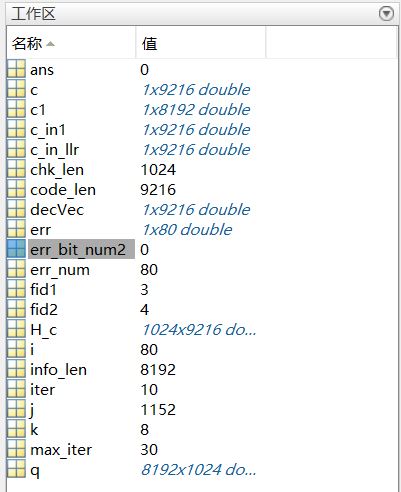 工作区
名称 值
ans 0
c 1x9216 double
c1 1x8192 double
c_in1 1x9216 double
c_in_llr 1x9216 double
chk_len 1024
code_len 9216
decVec 1x9216 double
err 1x80 double
err_bit_num2 0
err_num 80
fid1 3
fid2 4
H_c 1024x9216 do...
i 80
info_len 8192
iter 10
j 1152
k 8
max_iter 30
q 8192x1024 do...